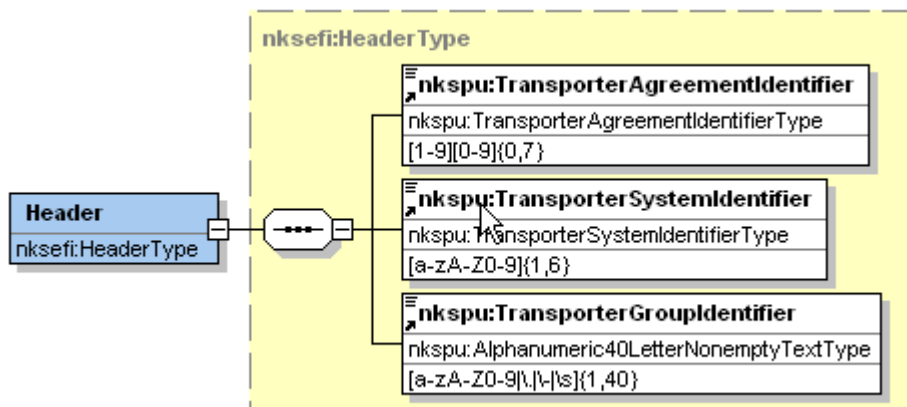 nksefi:HeaderType
nkspu:TransporterAgreementIdentifier
nkspu:TransporterAgreementIdentifierType
[1-9][0-9]{0,7}
Header
nksefi:HeaderType
nkspu:TransporterSystemIdentifier
nkspu:TransporterSystemIdentifierType
[a-zA-Z0-9]{1,6}
nkspu:TransporterGroupIdentifier
nkspu:Alphanumeric40LetterNonemptyTextType
[a-zA-Z0-9|\.|\-|\s]{1,40}